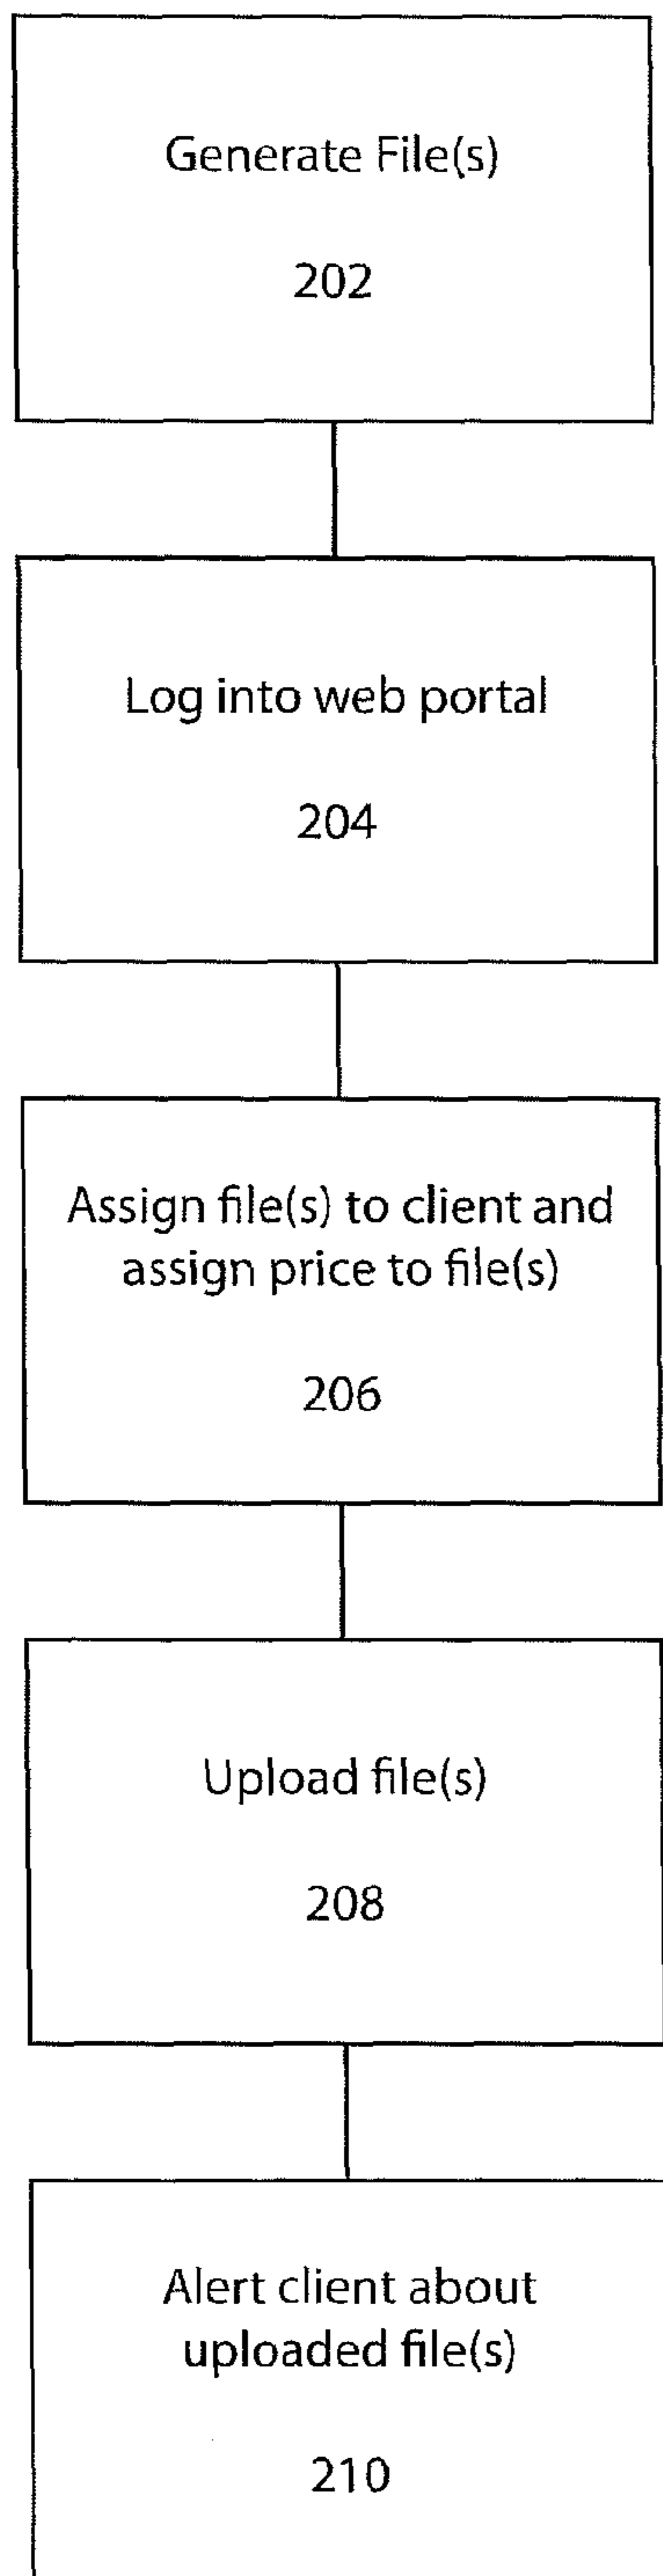 Generate File(s)
202
Log into web portal
204
Assign file(s) to client and
assign price to file(s)
206
Upload file(s)
208
Alert client about
uploaded file(s)
210